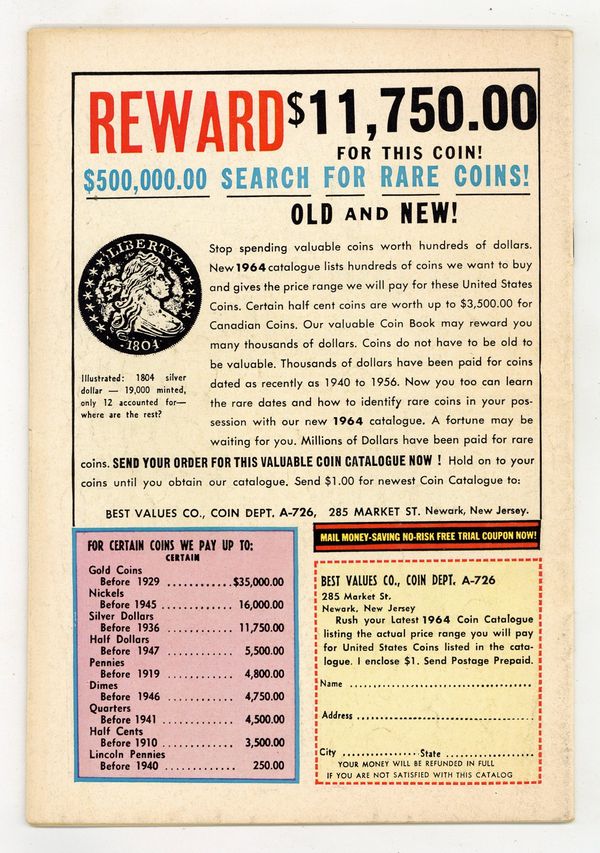 REWARD $11,750.00
FOR THIS COIN!
$500,000.00 SEARCH FOR RARE COINS!
OLD AND NEW!
LIBERTY
1804
Illustrated: 1804 silver
dollar — 19,000 minted,
only 12 accounted for—
where are the rest?
Stop spending valuable coins worth hundreds of dollars.
New 1964 catalogue lists hundreds of coins we want to buy
and gives the price range we will pay for these United States
Coins. Certain half cent coins are worth up to $3,500.00 for
Canadian Coins. Our valuable Coin Book may reward you
many thousands of dollars. Coins do not have to be old to
be valuable. Thousands of dollars have been paid for coins
dated as recently as 1940 to 1956. Now you too can learn
the rare dates and how to identify rare coins in your pos-
session with our new 1964 catalogue. A fortune may be
waiting for you. Millions of Dollars have been paid for rare
coins. SEND YOUR ORDER FOR THIS VALUABLE COIN CATALOGUE NOW ! Hold on to your
coins until you obtain our catalogue. Send $1.00 for newest Coin Catalogue to:
BEST VALUES CO., COIN DEPT. A-726, 285 MARKET ST. Newark, New Jersey.
FOR CERTAIN COINS WE PAY UP TO:
CERTAIN
Gold Coins
Before 1929 ............$35,000.00
Nickels
Before 1945 ............ 16,000.00
Silver Dollars
Before 1936 ............ 11,750.00
Half Dollars
Before 1947 ............ 5,500.00
Pennies
Before 1919 ............ 4,800.00
Dimes
Before 1946 ............ 4,750.00
Quarters
Before 1941 ............ 4,500.00
Half Cents
Before 1910 ............ 3,500.00
Lincoln Pennies
Before 1940 ............ 250.00
MAIL MONEY-SAVING NO-RISK FREE TRIAL COUPON NOW!
BEST VALUES CO., COIN DEPT. A-726
285 Market St.
Newark, New Jersey
Rush your Latest 1964 Coin Catalogue
listing the actual price range you will pay
for United States Coins listed in the cata-
logue. I enclose $1. Send Postage Prepaid.
Name ........................................
Address ........................................
City .................. State ..................
YOUR MONEY WILL BE REFUNDED IN FULL
IF YOU ARE NOT SATISFIED WITH THIS CATALOG